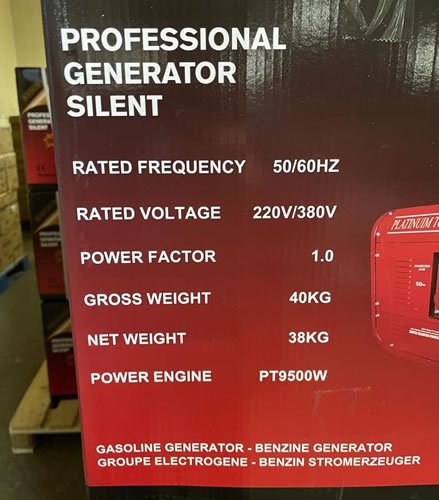 PROFESSIONAL
GENERATOR
SILENT
RATED FREQUENCY 50/60HZ
RATED VOLTAGE 220V/380V
POWER FACTOR 1.0
GROSS WEIGHT 40KG
NET WEIGHT 38KG
POWER ENGINE PT9500W
GASOLINE GENERATOR - BENZINE GENERATOR
GROUPE ELECTROGENE - BENZIN STROMERZEUGER
PLATINUM